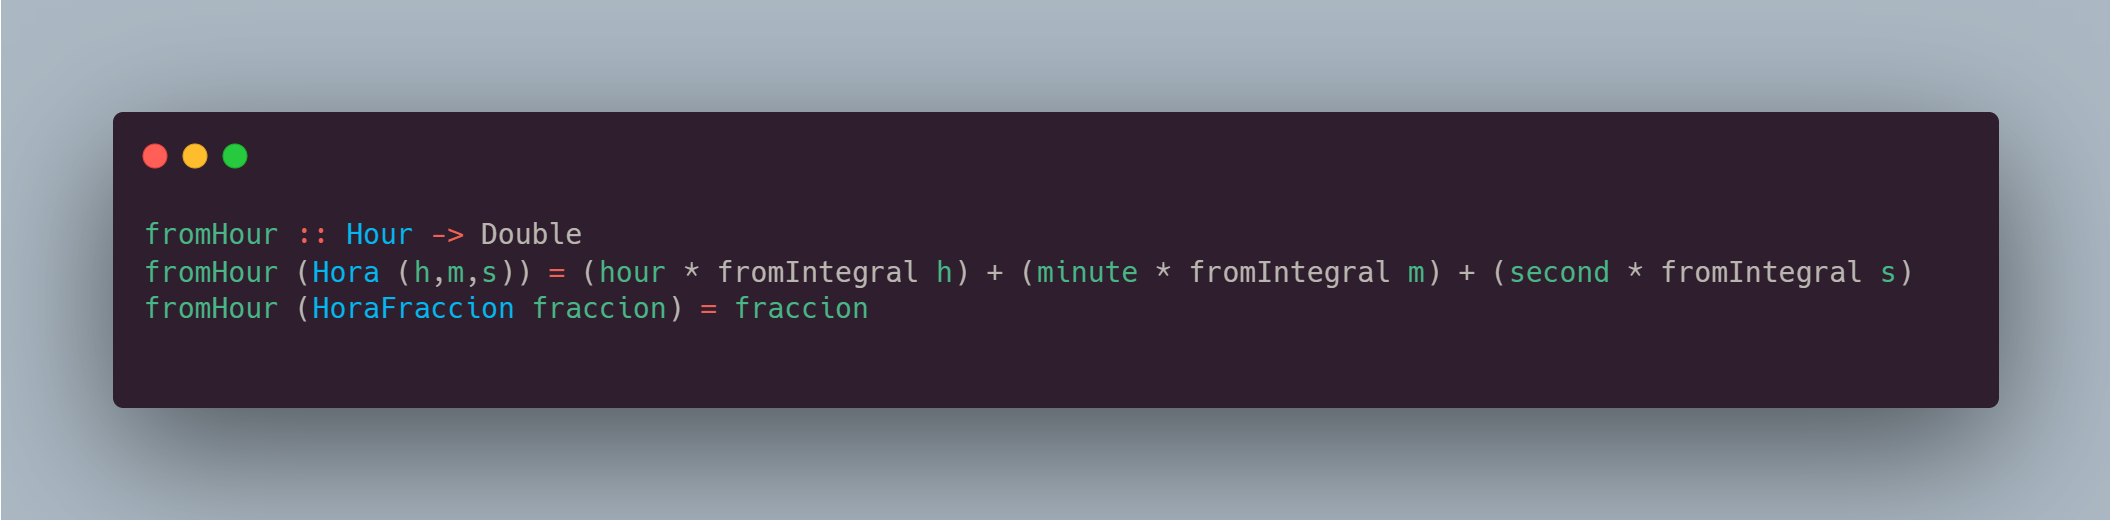 fromHour :: Hour -> Double
fromHour (Hora (h,m,s)) = (hour * fromIntegral h) + (minute * fromIntegral m) + (second * fromIntegral s)
fromHour (HoraFraccion fraccion) = fraccion